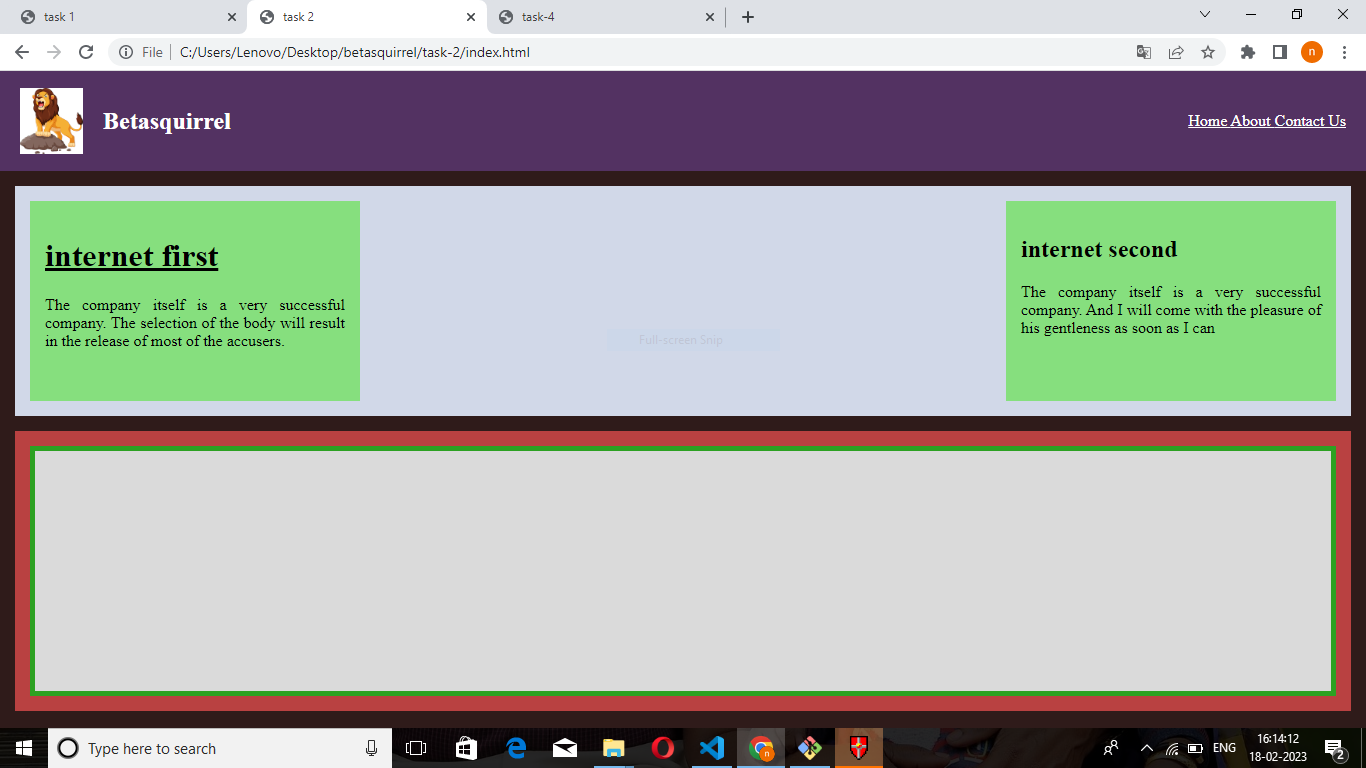 task 1
task 2
task-4
File
C:/Users/Lenovo/Desktop/betasquirrel/task-2/index.html
n
Betasquirrel
Home About Contact Us
internet first
The company itself is a very successful
company. The selection of the body will result
in the release of most of the accusers.
internet second
The company itself is a very successful
company. And I will come with the pleasure of
his gentleness as soon as I can
Full-screen Snip
Type here to search
n
ENG
16:14:12
18-02-2023
2